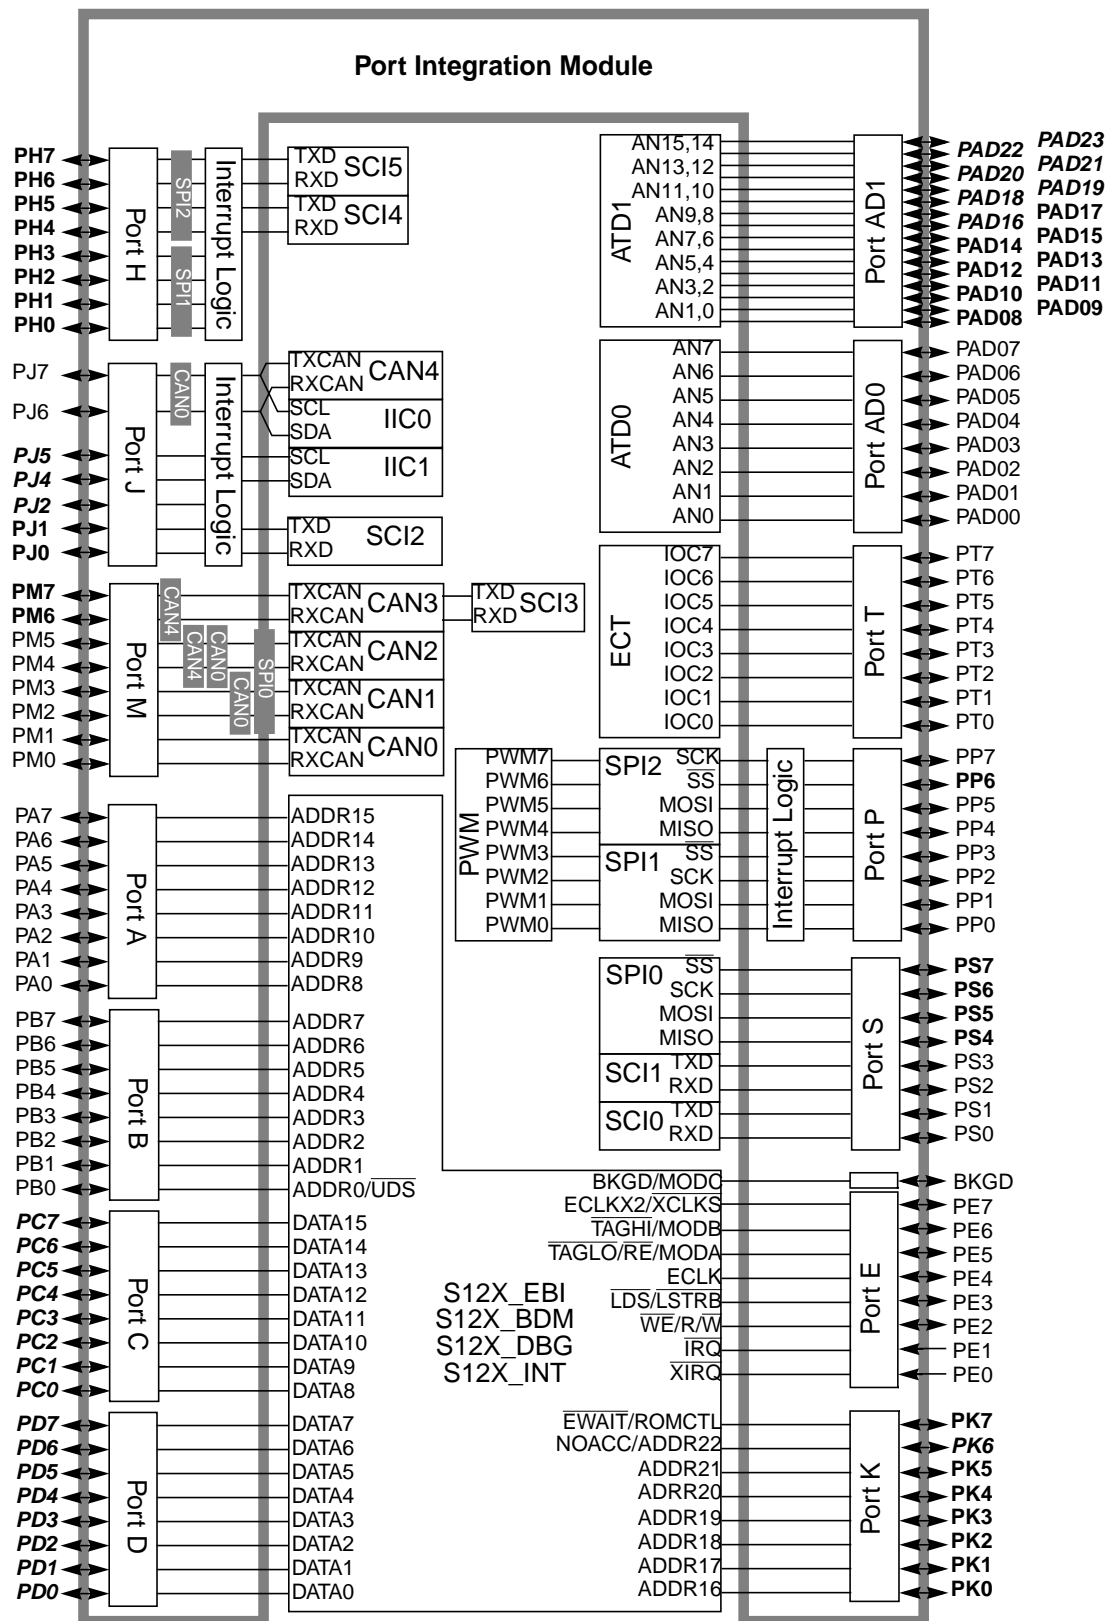 Port Integration Module
PH7
PH6
PH5
PH4
PH3
PH2
PH1
PH0
Port H
SPI2
SPI1
Interrupt Logic
TXD
RXD
SCI5
TXD
RXD
SCI4
PJ7
PJ6
PJ5
PJ4
PJ2
PJ1
PJ0
Port J
CAN0
Interrupt Logic
TXCAN
RXCAN
CAN4
SCL
SDA
IIC0
SCL
SDA
IIC1
TXD
RXD
SCI2
PM7
PM6
PM5
PM4
PM3
PM2
PM1
PM0
Port M
CAN4
CAN4
CAN0
CAN0
SPI0
TXCAN
RXCAN
CAN3
TXD
RXD
SCI3
TXCAN
RXCAN
CAN2
TXCAN
RXCAN
CAN1
TXCAN
RXCAN
CAN0
PA7
PA6
PA5
PA4
PA3
PA2
PA1
PA0
Port A
ADDR15
ADDR14
ADDR13
ADDR12
ADDR11
ADDR10
ADDR9
ADDR8
PB7
PB6
PB5
PB4
PB3
PB2
PB1
PB0
Port B
ADDR7
ADDR6
ADDR5
ADDR4
ADDR3
ADDR2
ADDR1
ADDR0/UDS
PC7
PC6
PC5
PC4
PC3
PC2
PC1
PC0
Port C
DATA15
DATA14
DATA13
DATA12
DATA11
DATA10
DATA9
DATA8
PD7
PD6
PD5
PD4
PD3
PD2
PD1
PD0
Port D
DATA7
DATA6
DATA5
DATA4
DATA3
DATA2
DATA1
DATA0
S12X_EBI
S12X_BDM
S12X_DBG
S12X_INT
ATD1
AN15,14
AN13,12
AN11,10
AN9,8
AN7,6
AN5,4
AN3,2
AN1,0
Port AD1
PAD23
PAD22
PAD21
PAD20
PAD19
PAD18
PAD17
PAD16
PAD15
PAD14
PAD13
PAD12
PAD11
PAD10
PAD09
PAD08
ATD0
AN7
AN6
AN5
AN4
AN3
AN2
AN1
AN0
Port AD0
PAD07
PAD06
PAD05
PAD04
PAD03
PAD02
PAD01
PAD00
ECT
IOC7
IOC6
IOC5
IOC4
IOC3
IOC2
IOC1
IOC0
Port T
PT7
PT6
PT5
PT4
PT3
PT2
PT1
PT0
PWM
PWM7
PWM6
PWM5
PWM4
PWM3
PWM2
PWM1
PWM0
SPI2
SCK
SS
MOSI
MISO
SPI1
SS
SCK
MOSI
MISO
Interrupt Logic
Port P
PP7
PP6
PP5
PP4
PP3
PP2
PP1
PP0
SPI0
SS
SCK
MOSI
MISO
SCI1
TXD
RXD
SCI0
TXD
RXD
Port S
PS7
PS6
PS5
PS4
PS3
PS2
PS1
PS0
BKGD/MODC
ECLKX2/XCLKS
TAGHI/MODB
TAGLO/RE/MODA
ECLK
LDS/LSTRB
WE/R/W
IRQ
XIRQ
Port E
BKGD
PE7
PE6
PE5
PE4
PE3
PE2
PE1
PE0
EWAIT/ROMCTL
NOACC/ADDR22
ADDR21
ADRR20
ADDR19
ADDR18
ADDR17
ADDR16
Port K
PK7
PK6
PK5
PK4
PK3
PK2
PK1
PK0